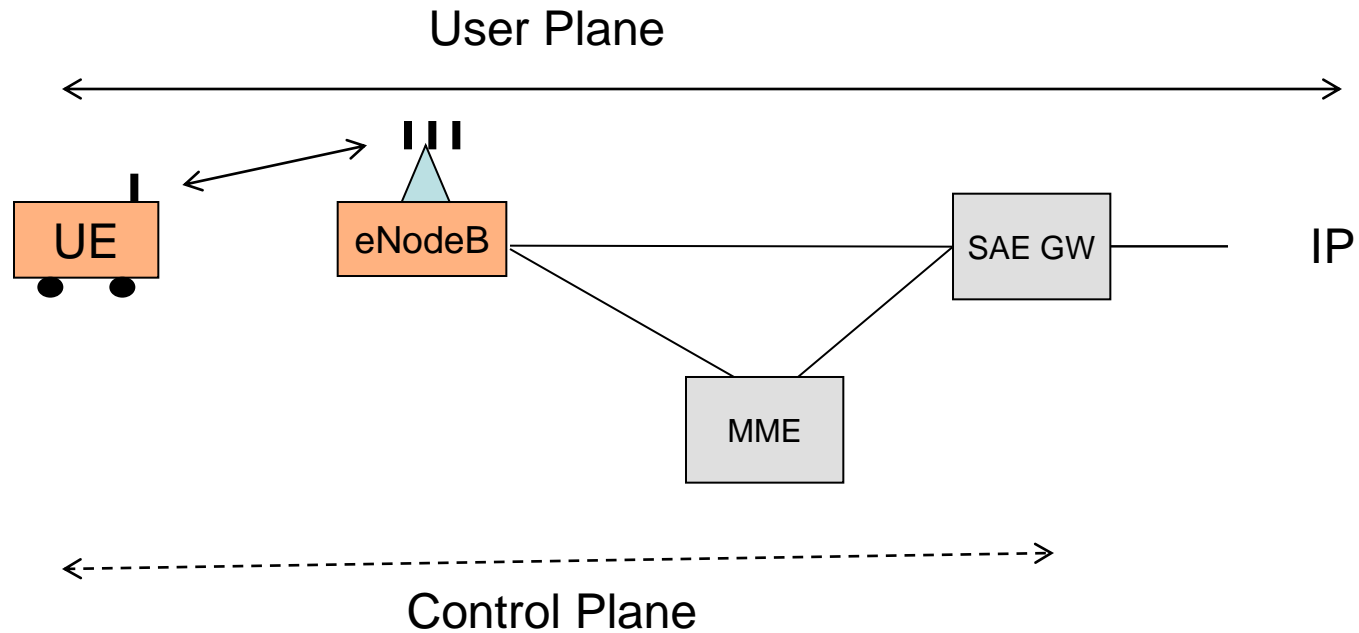 User Plane
UE
eNodeB
SAE GW
IP
MME
Control Plane